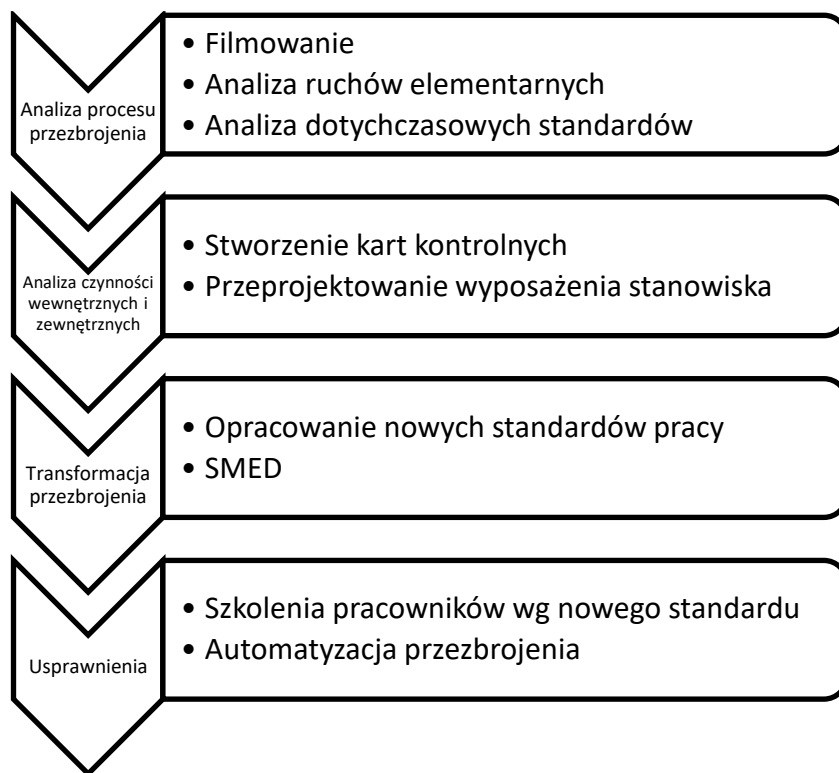 Analiza procesu
przezbrojenia
• Filmowanie
• Analiza ruchów elementarnych
• Analiza dotychczasowych standardów
Analiza czynności
wewnętrznych i
zewnętrznych
• Stworzenie kart kontrolnych
• Przeprojektowanie wyposażenia stanowiska
Transformacja
przezbrojenia
• Opracowanie nowych standardów pracy
• SMED
Usprawnienia
• Szkolenia pracowników wg nowego standardu
• Automatyzacja przezbrojenia